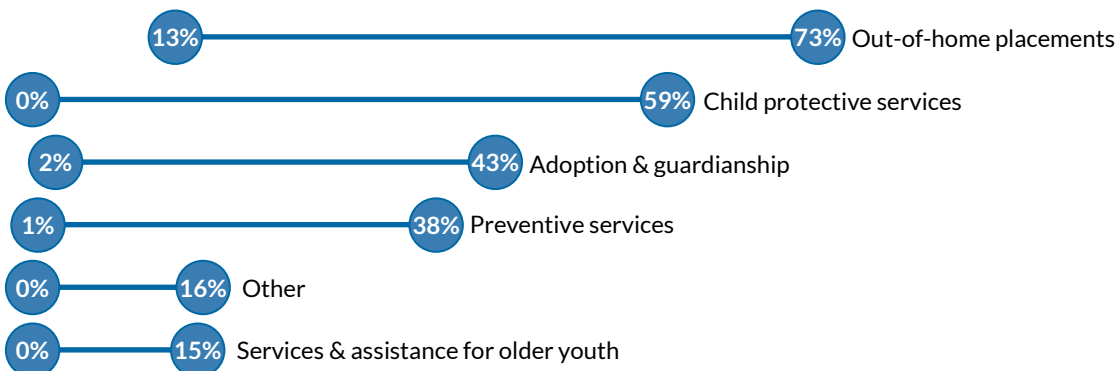 13% 73% Out-of-home placements
0% 59% Child protective services
2% 43% Adoption & guardianship
1% 38% Preventive services
0% 16% Other
0% 15% Services & assistance for older youth